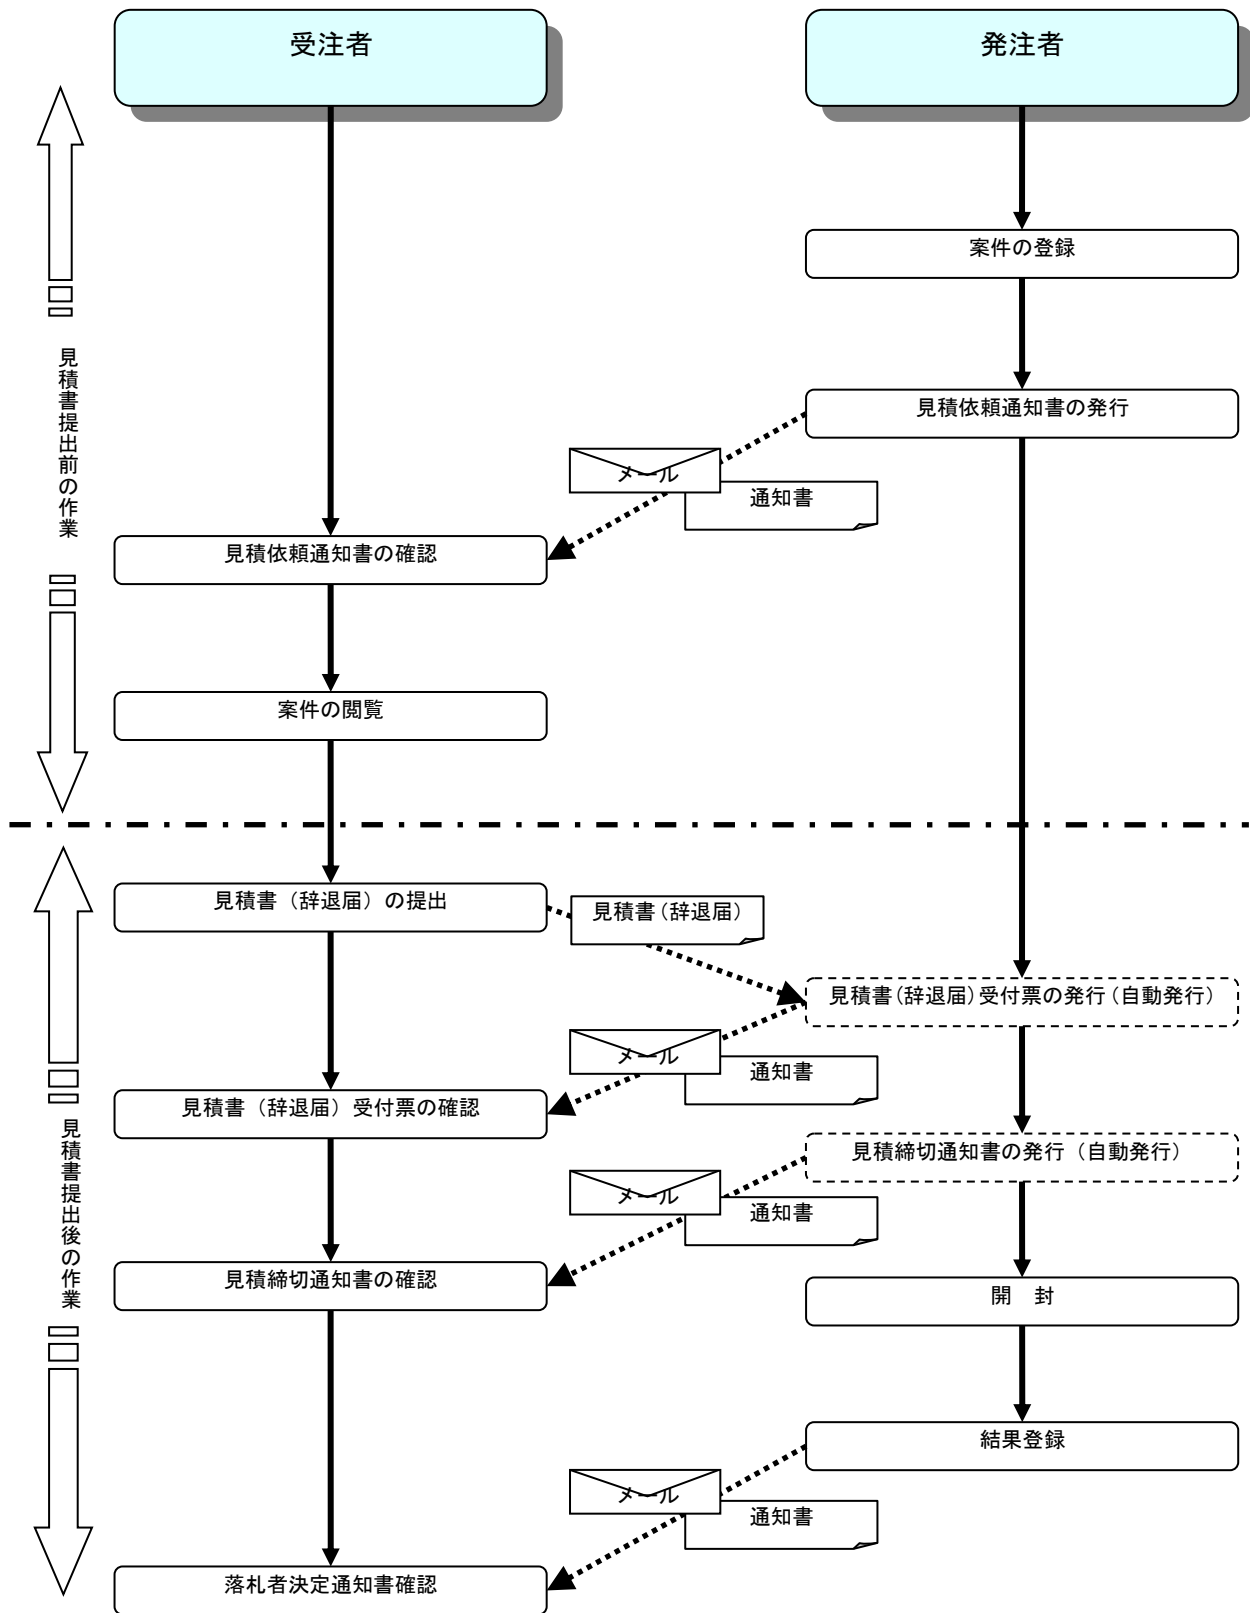 受注者
発注者
案件の登録
見積書提出前の作業
見積依頼通知書の発行
メール
通知書
見積依頼通知書の確認
案件の閲覧
見積書（辞退届）の提出
見積書（辞退届）
見積書（辞退届）受付票の発行（自動発行）
メール
通知書
見積書（辞退届）受付票の確認
見積書提出後の作業
見積締切通知書の発行（自動発行）
メール
通知書
見積締切通知書の確認
開　封
結果登録
メール
通知書
落札者決定通知書確認